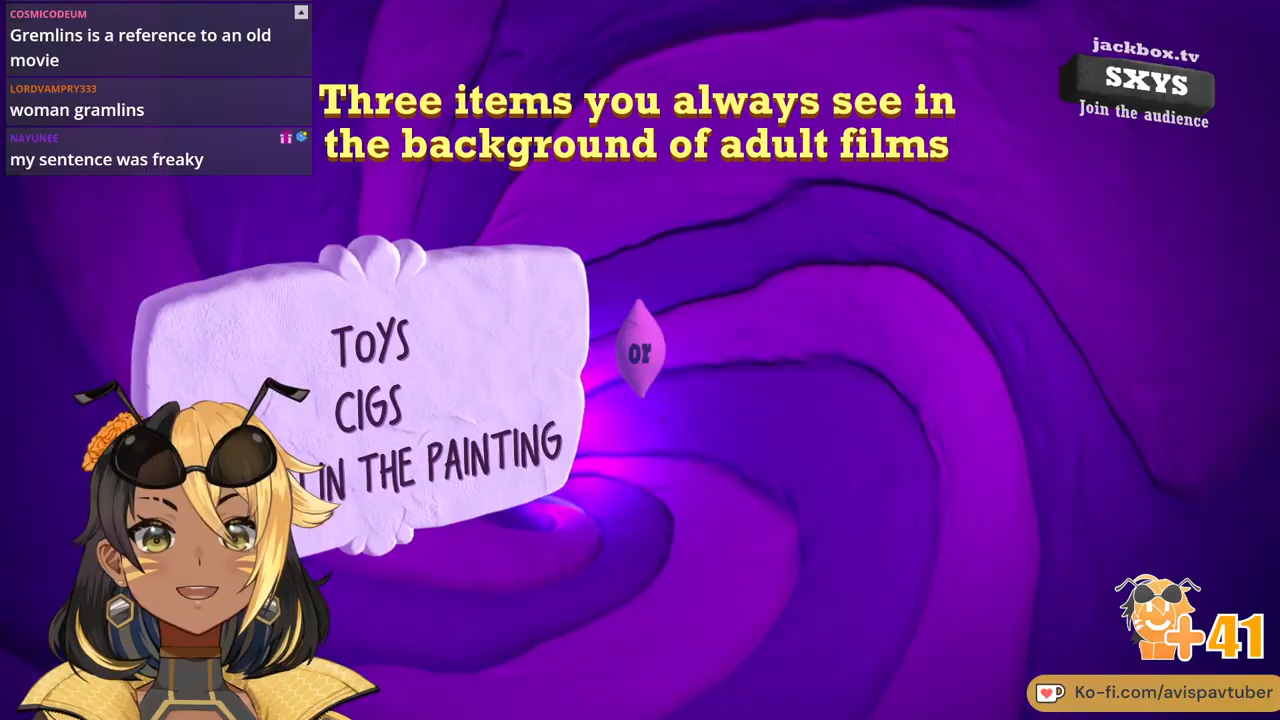 COSMICODEUM
Gremlins is a reference to an old
movie
LORDVAMPRY333
woman gramlins
NAYUNEE
my sentence was freaky
Three items you always see in
the background of adult films
jackbox.tv
SXYS
Join the audience
TOYS
CIGS
IN THE PAINTING
or
+41
Ko-fi.com/avispavtuber